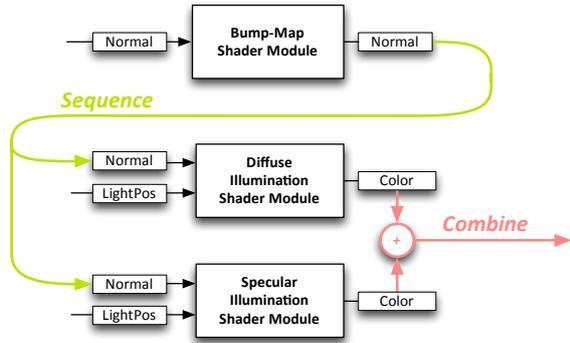 Normal
Bump-Map
Shader Module
Normal
Sequence
Normal
LightPos
Diffuse
Illumination
Shader Module
Color
+
Combine
Normal
LightPos
Specular
Illumination
Shader Module
Color